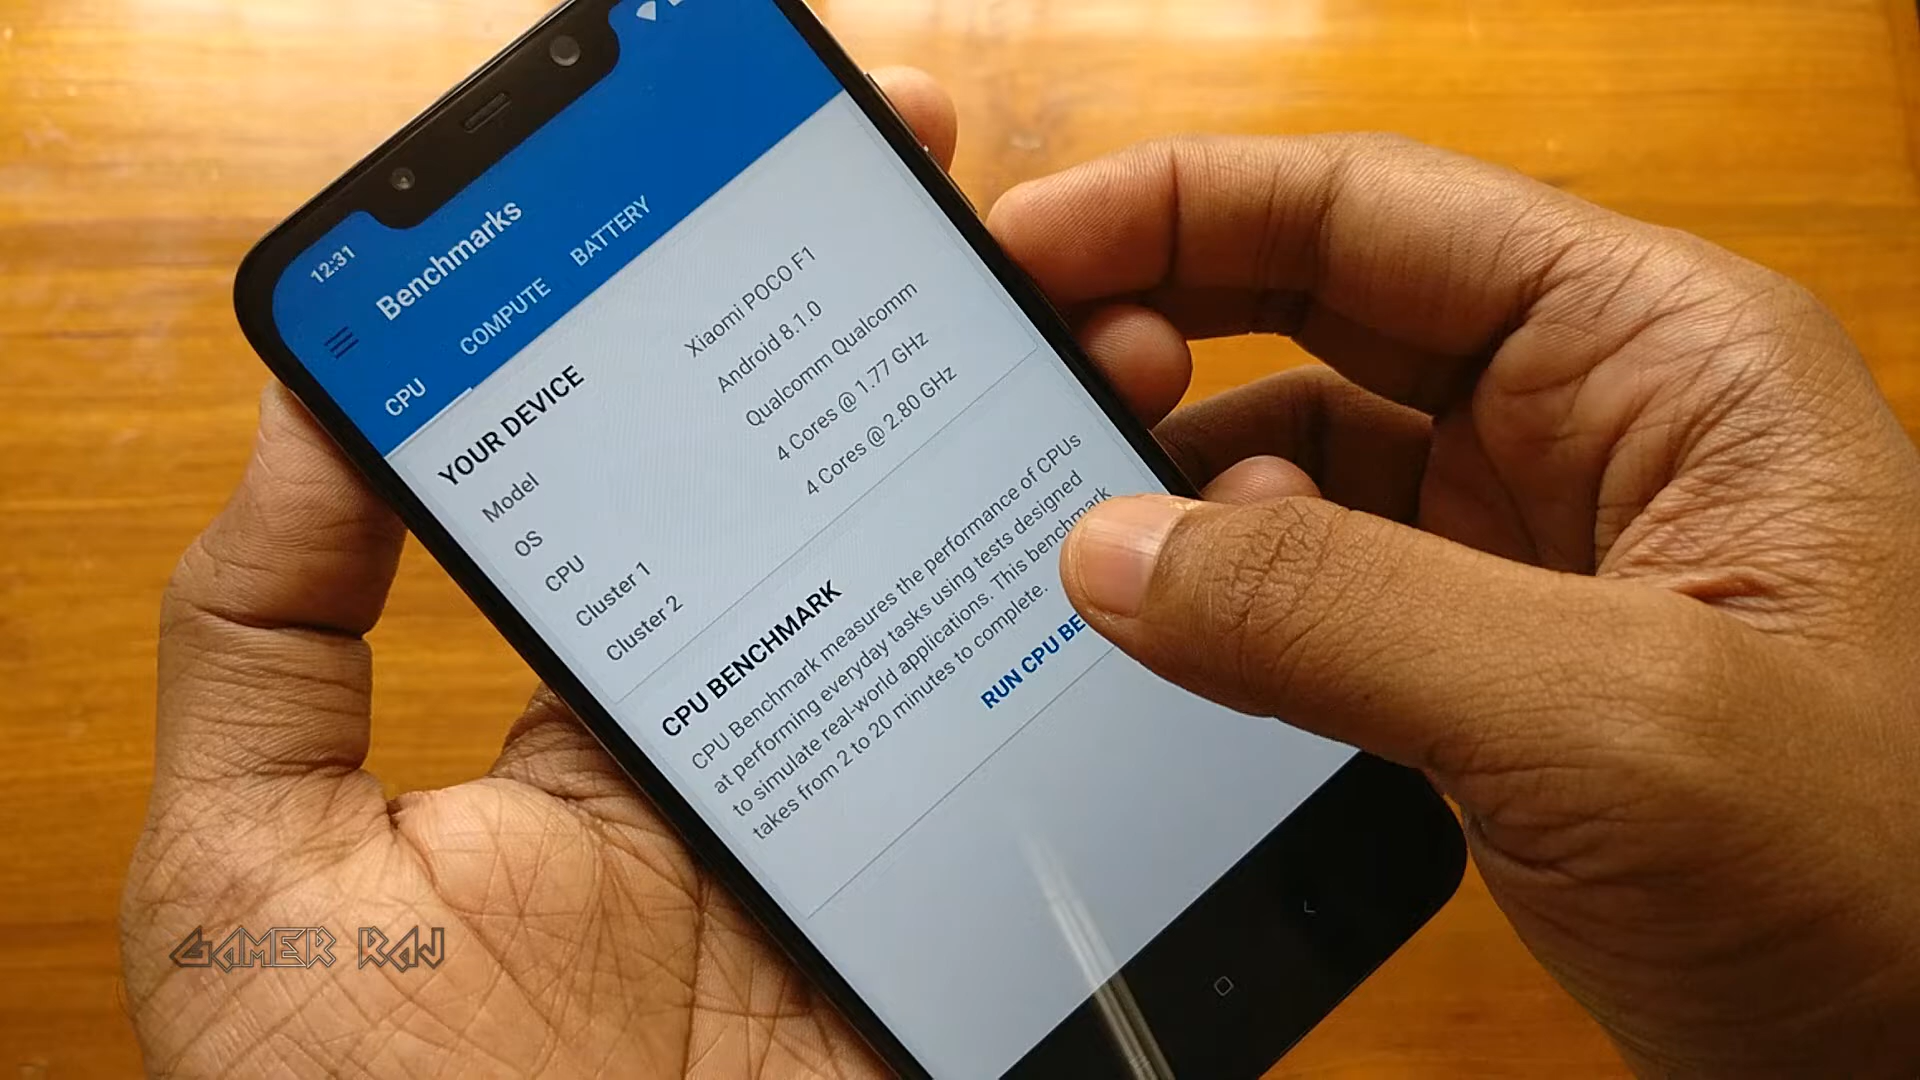 12:31
Benchmarks
CPU COMPUTE BATTERY
YOUR DEVICE
Model Xiaomi POCO F1
OS Android 8.1.0
CPU Qualcomm Qualcomm
Cluster 1 4 Cores @ 1.77 GHz
Cluster 2 4 Cores @ 2.80 GHz
CPU BENCHMARK
CPU Benchmark measures the performance of CPUs
at performing everyday tasks using tests designed
to simulate real-world applications. This benchmark
takes from 2 to 20 minutes to complete.
RUN CPU BE
GAMER RAJ